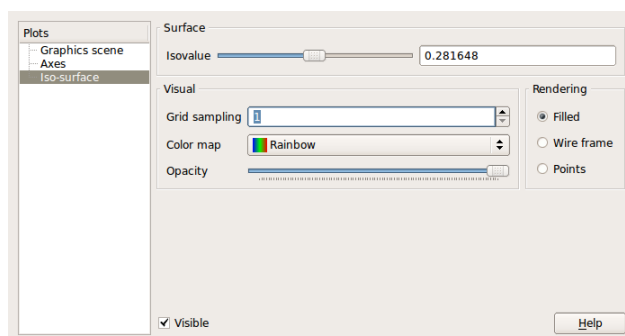 Plots
Graphics scene
Axes
Iso-surface
Surface
Isovalue 0.281648
Visual
Grid sampling 1
Color map Rainbow
Opacity
Rendering
Filled
Wire frame
Points
Visible
Help